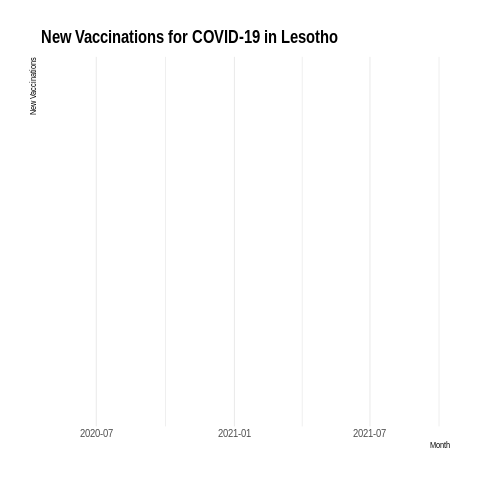 New Vaccinations for COVID-19 in Lesotho
New Vaccinations
2020-07
2021-01
2021-07
Month